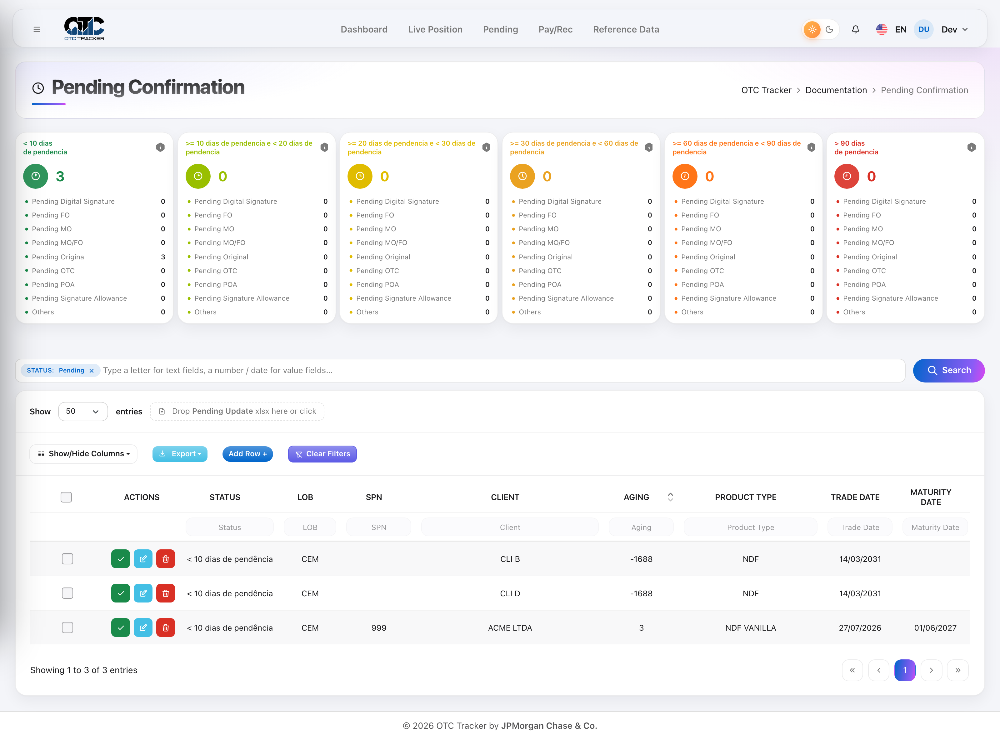 OTC
OTC TRACKER
Dashboard
Live Position
Pending
Pay/Rec
Reference Data
EN
DU
Dev
Pending Confirmation
OTC Tracker > Documentation > Pending Confirmation
< 10 dias
de pendencia
3
Pending Digital Signature 0
Pending FO 0
Pending MO 0
Pending MO/FO 0
Pending Original 3
Pending OTC 0
Pending POA 0
Pending Signature Allowance 0
Others 0
>= 10 dias de pendencia e < 20 dias de
pendencia
0
Pending Digital Signature 0
Pending FO 0
Pending MO 0
Pending MO/FO 0
Pending Original 0
Pending OTC 0
Pending POA 0
Pending Signature Allowance 0
Others 0
>= 20 dias de pendencia e < 30 dias de
pendencia
0
Pending Digital Signature 0
Pending FO 0
Pending MO 0
Pending MO/FO 0
Pending Original 0
Pending OTC 0
Pending POA 0
Pending Signature Allowance 0
Others 0
>= 30 dias de pendencia e < 60 dias de
pendencia
0
Pending Digital Signature 0
Pending FO 0
Pending MO 0
Pending MO/FO 0
Pending Original 0
Pending OTC 0
Pending POA 0
Pending Signature Allowance 0
Others 0
>= 60 dias de pendencia e < 90 dias de
pendencia
0
Pending Digital Signature 0
Pending FO 0
Pending MO 0
Pending MO/FO 0
Pending Original 0
Pending OTC 0
Pending POA 0
Pending Signature Allowance 0
Others 0
> 90 dias
de pendencia
0
Pending Digital Signature 0
Pending FO 0
Pending MO 0
Pending MO/FO 0
Pending Original 0
Pending OTC 0
Pending POA 0
Pending Signature Allowance 0
Others 0
STATUS: Pending × Type a letter for text fields, a number / date for value fields...
Search
Show 50 entries
Drop Pending Update xlsx here or click
Show/Hide Columns
Export
Add Row +
Clear Filters
ACTIONS STATUS LOB SPN CLIENT AGING PRODUCT TYPE TRADE DATE MATURITY DATE
Status LOB SPN Client Aging Product Type Trade Date Maturity Date
< 10 dias de pendência CEM CLI B -1688 NDF 14/03/2031
< 10 dias de pendência CEM CLI D -1688 NDF 14/03/2031
< 10 dias de pendência CEM 999 ACME LTDA 3 NDF VANILLA 27/07/2026 01/06/2027
Showing 1 to 3 of 3 entries
« ‹ 1 › »
© 2026 OTC Tracker by JPMorgan Chase & Co.